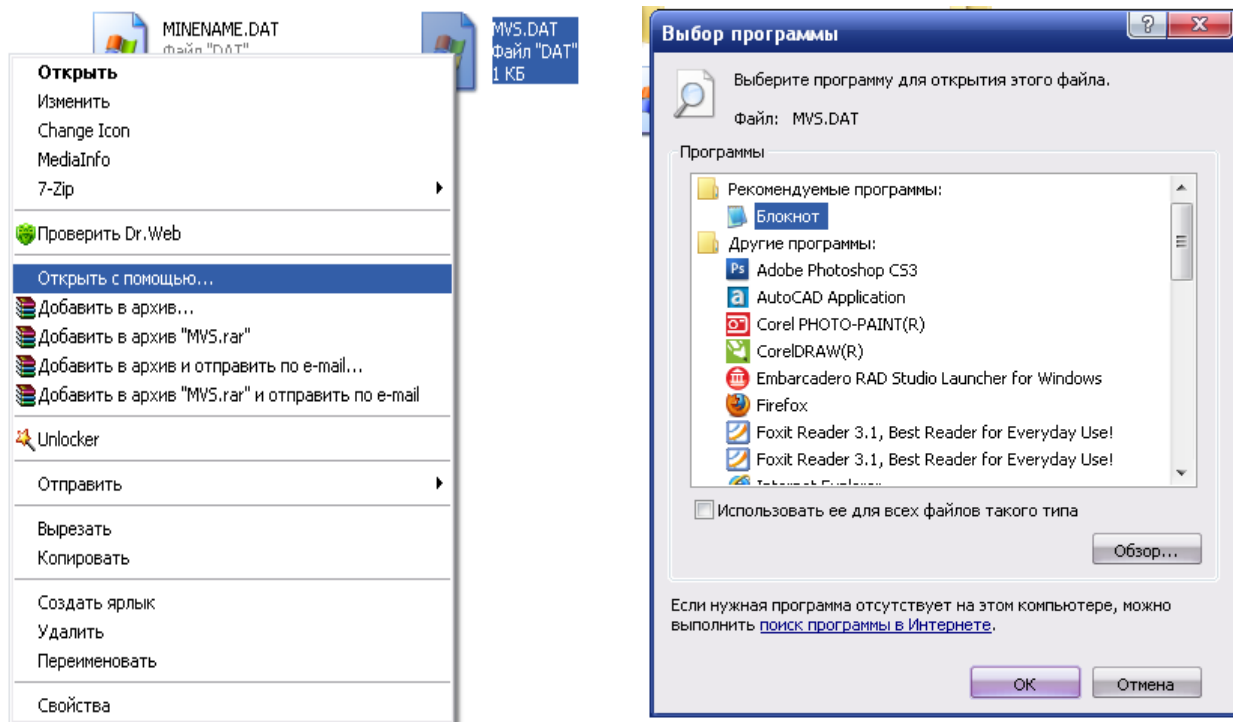 MINENAME.DAT
Файл "DAT"
MVS.DAT
Файл "DAT"
1 КБ
Открыть
Изменить
Change Icon
MediaInfo
7-Zip
Проверить Dr.Web
Открыть с помощью...
Добавить в архив...
Добавить в архив "MVS.rar"
Добавить в архив и отправить по e-mail...
Добавить в архив "MVS.rar" и отправить по e-mail
Unlocker
Отправить
Вырезать
Копировать
Создать ярлык
Удалить
Переименовать
Свойства
Выбор программы
Выберите программу для открытия этого файла.
Файл: MVS.DAT
Программы
Рекомендуемые программы:
Блокнот
Другие программы:
Ps Adobe Photoshop CS3
a AutoCAD Application
Corel PHOTO-PAINT(R)
CorelDRAW(R)
Embarcadero RAD Studio Launcher for Windows
Firefox
Foxit Reader 3.1, Best Reader for Everyday Use!
Foxit Reader 3.1, Best Reader for Everyday Use!
Internet Explorer
Использовать ее для всех файлов такого типа
Обзор...
Если нужная программа отсутствует на этом компьютере, можно
выполнить поиск программы в Интернете.
ОК
Отмена